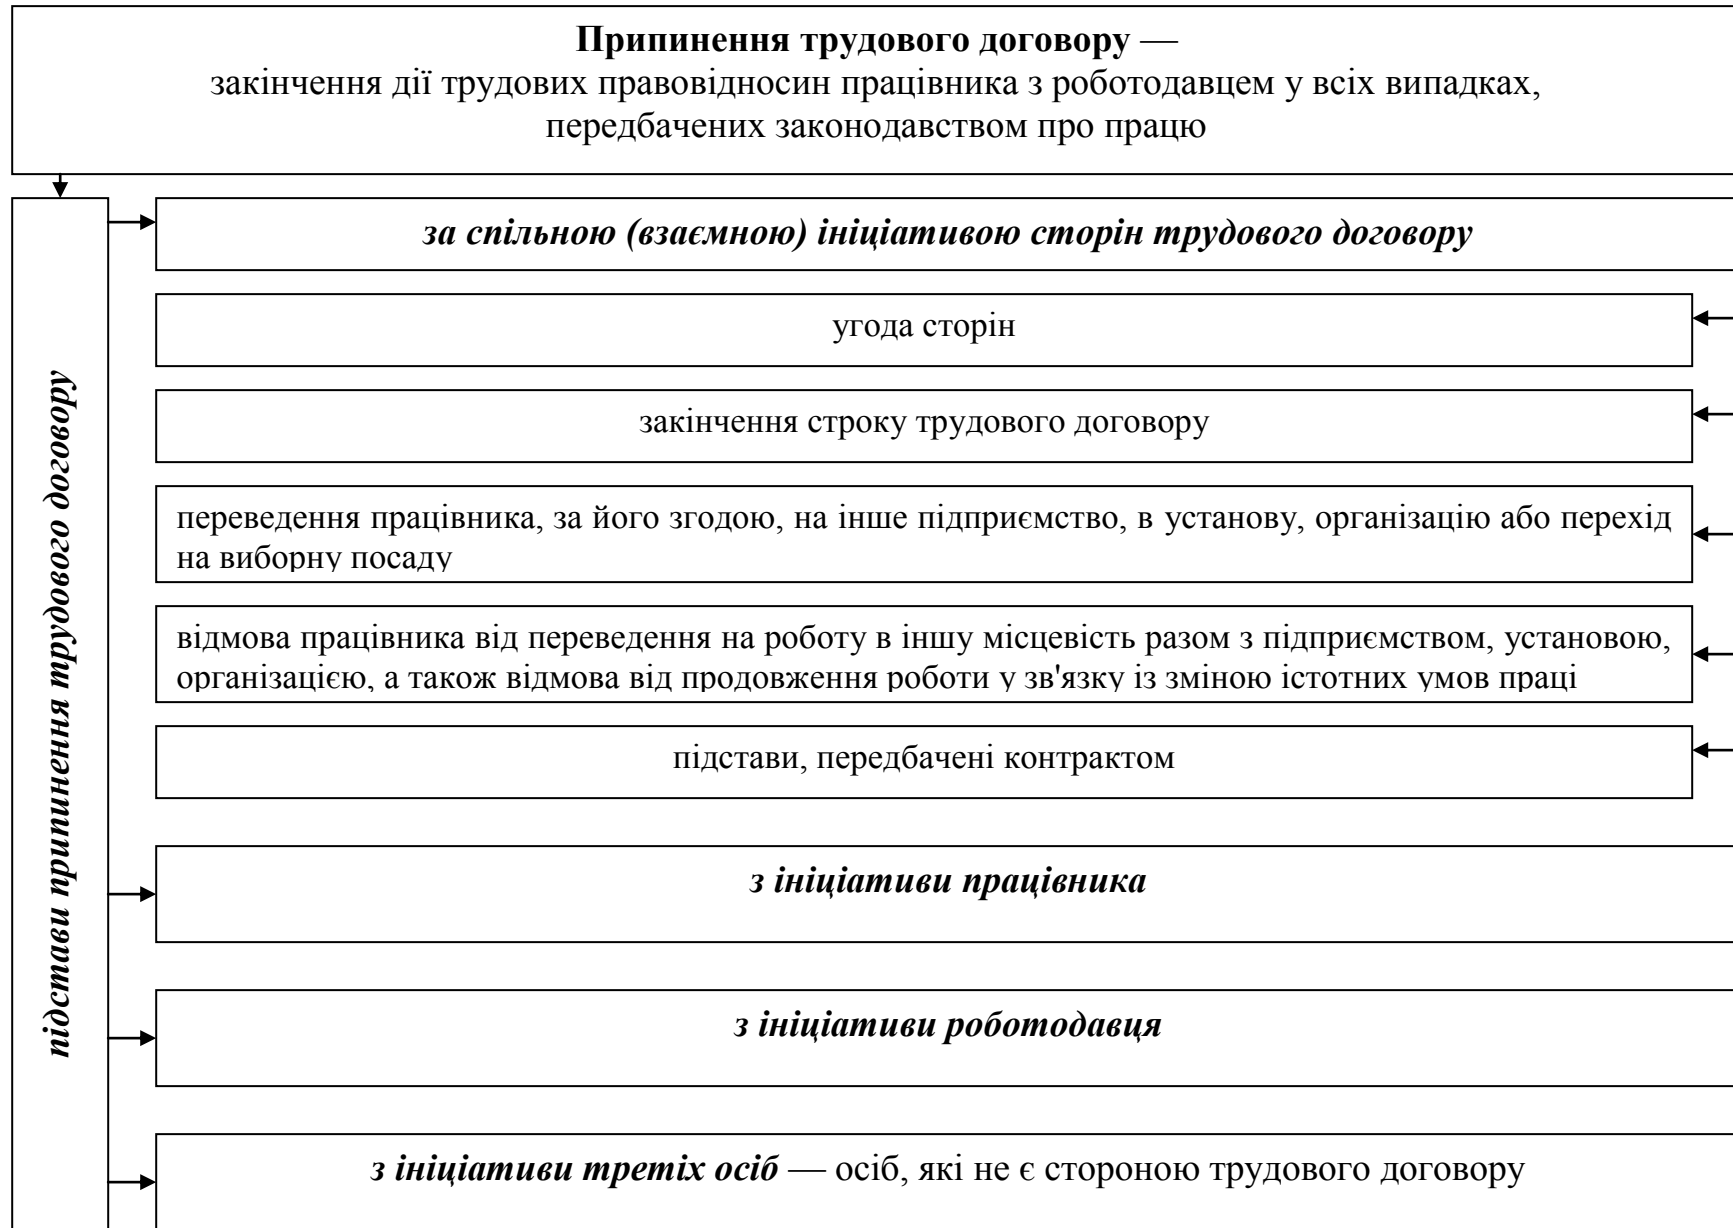 Припинення трудового договору —
закінчення дії трудових правовідносин працівника з роботодавцем у всіх випадках,
передбачених законодавством про працю
підстави припинення трудового договору
за спільною (взаємною) ініціативою сторін трудового договору
угода сторін
закінчення строку трудового договору
переведення працівника, за його згодою, на інше підприємство, в установу, організацію або перехід
на виборну посаду
відмова працівника від переведення на роботу в іншу місцевість разом з підприємством, установою,
організацією, а також відмова від продовження роботи у зв'язку із зміною істотних умов праці
підстави, передбачені контрактом
з ініціативи працівника
з ініціативи роботодавця
з ініціативи третіх осіб — осіб, які не є стороною трудового договору